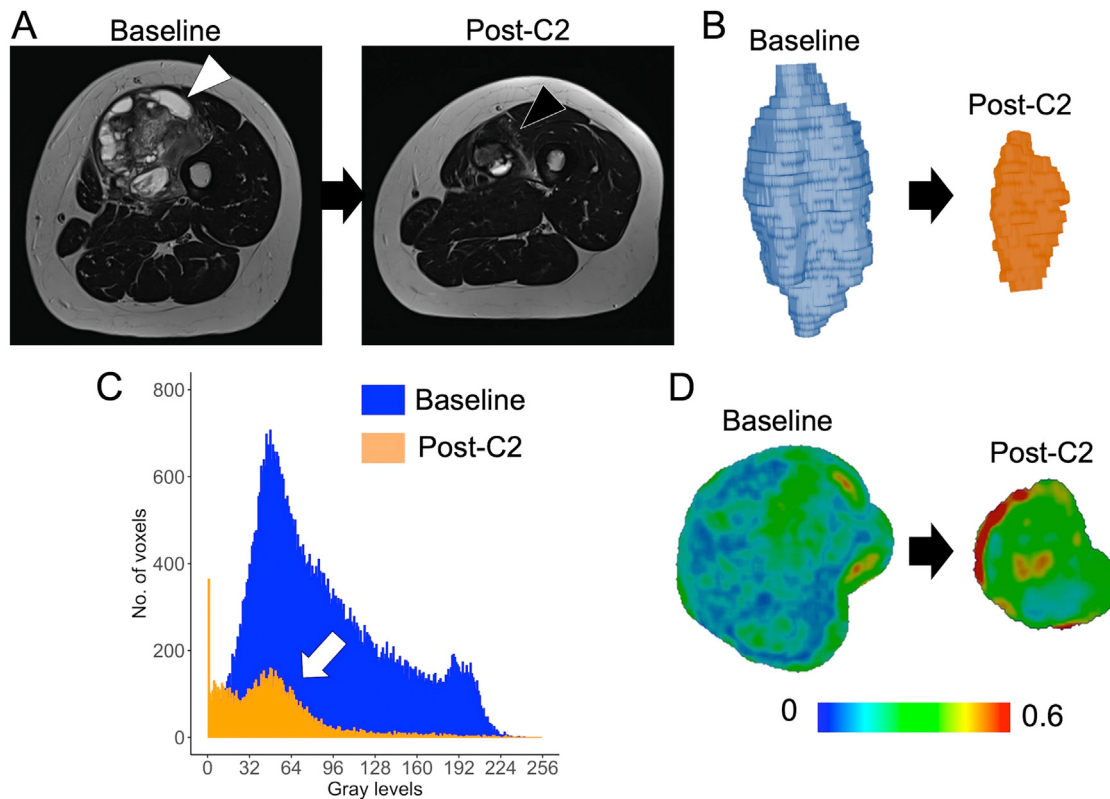 A
Baseline
Post-C2
B
Baseline
Post-C2
C
800
600
400
200
0
No. of voxels
0 32 64 96 128 160 192 224 256
Gray levels
Baseline
Post-C2
D
Baseline
Post-C2
0
0.6